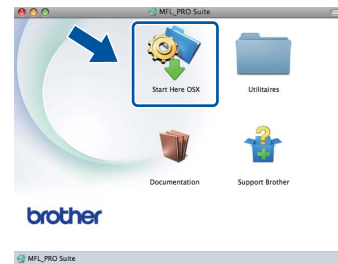 MFL_PRO Suite
Start Here OSX
Utilitaires
Documentation
Support Brother
brother
MFL_PRO Suite